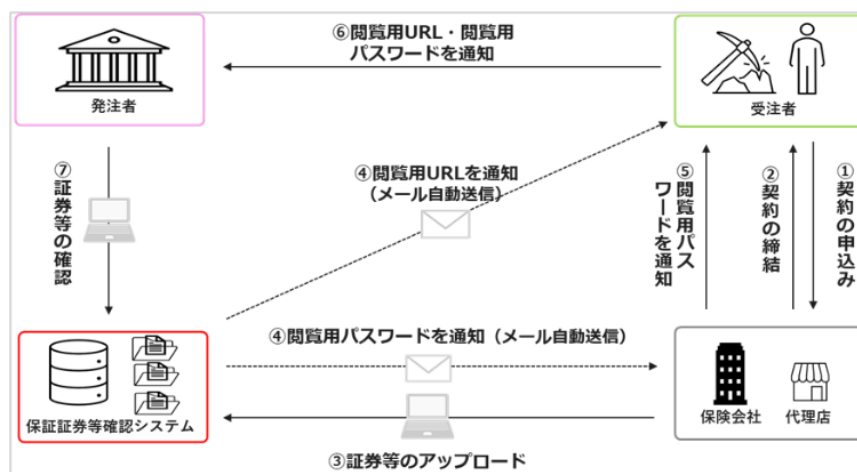 ⑥閲覧用URL・閲覧用
パスワードを通知
発注者
受注者
④閲覧用URLを通知
（メール自動送信）
⑦証券等の確認
⑤閲覧用パス
ワードを通知
②契約の締結
①契約の申込み
④閲覧用パスワードを通知（メール自動送信）
保証証券等確認システム
保険会社
代理店
③証券等のアップロード